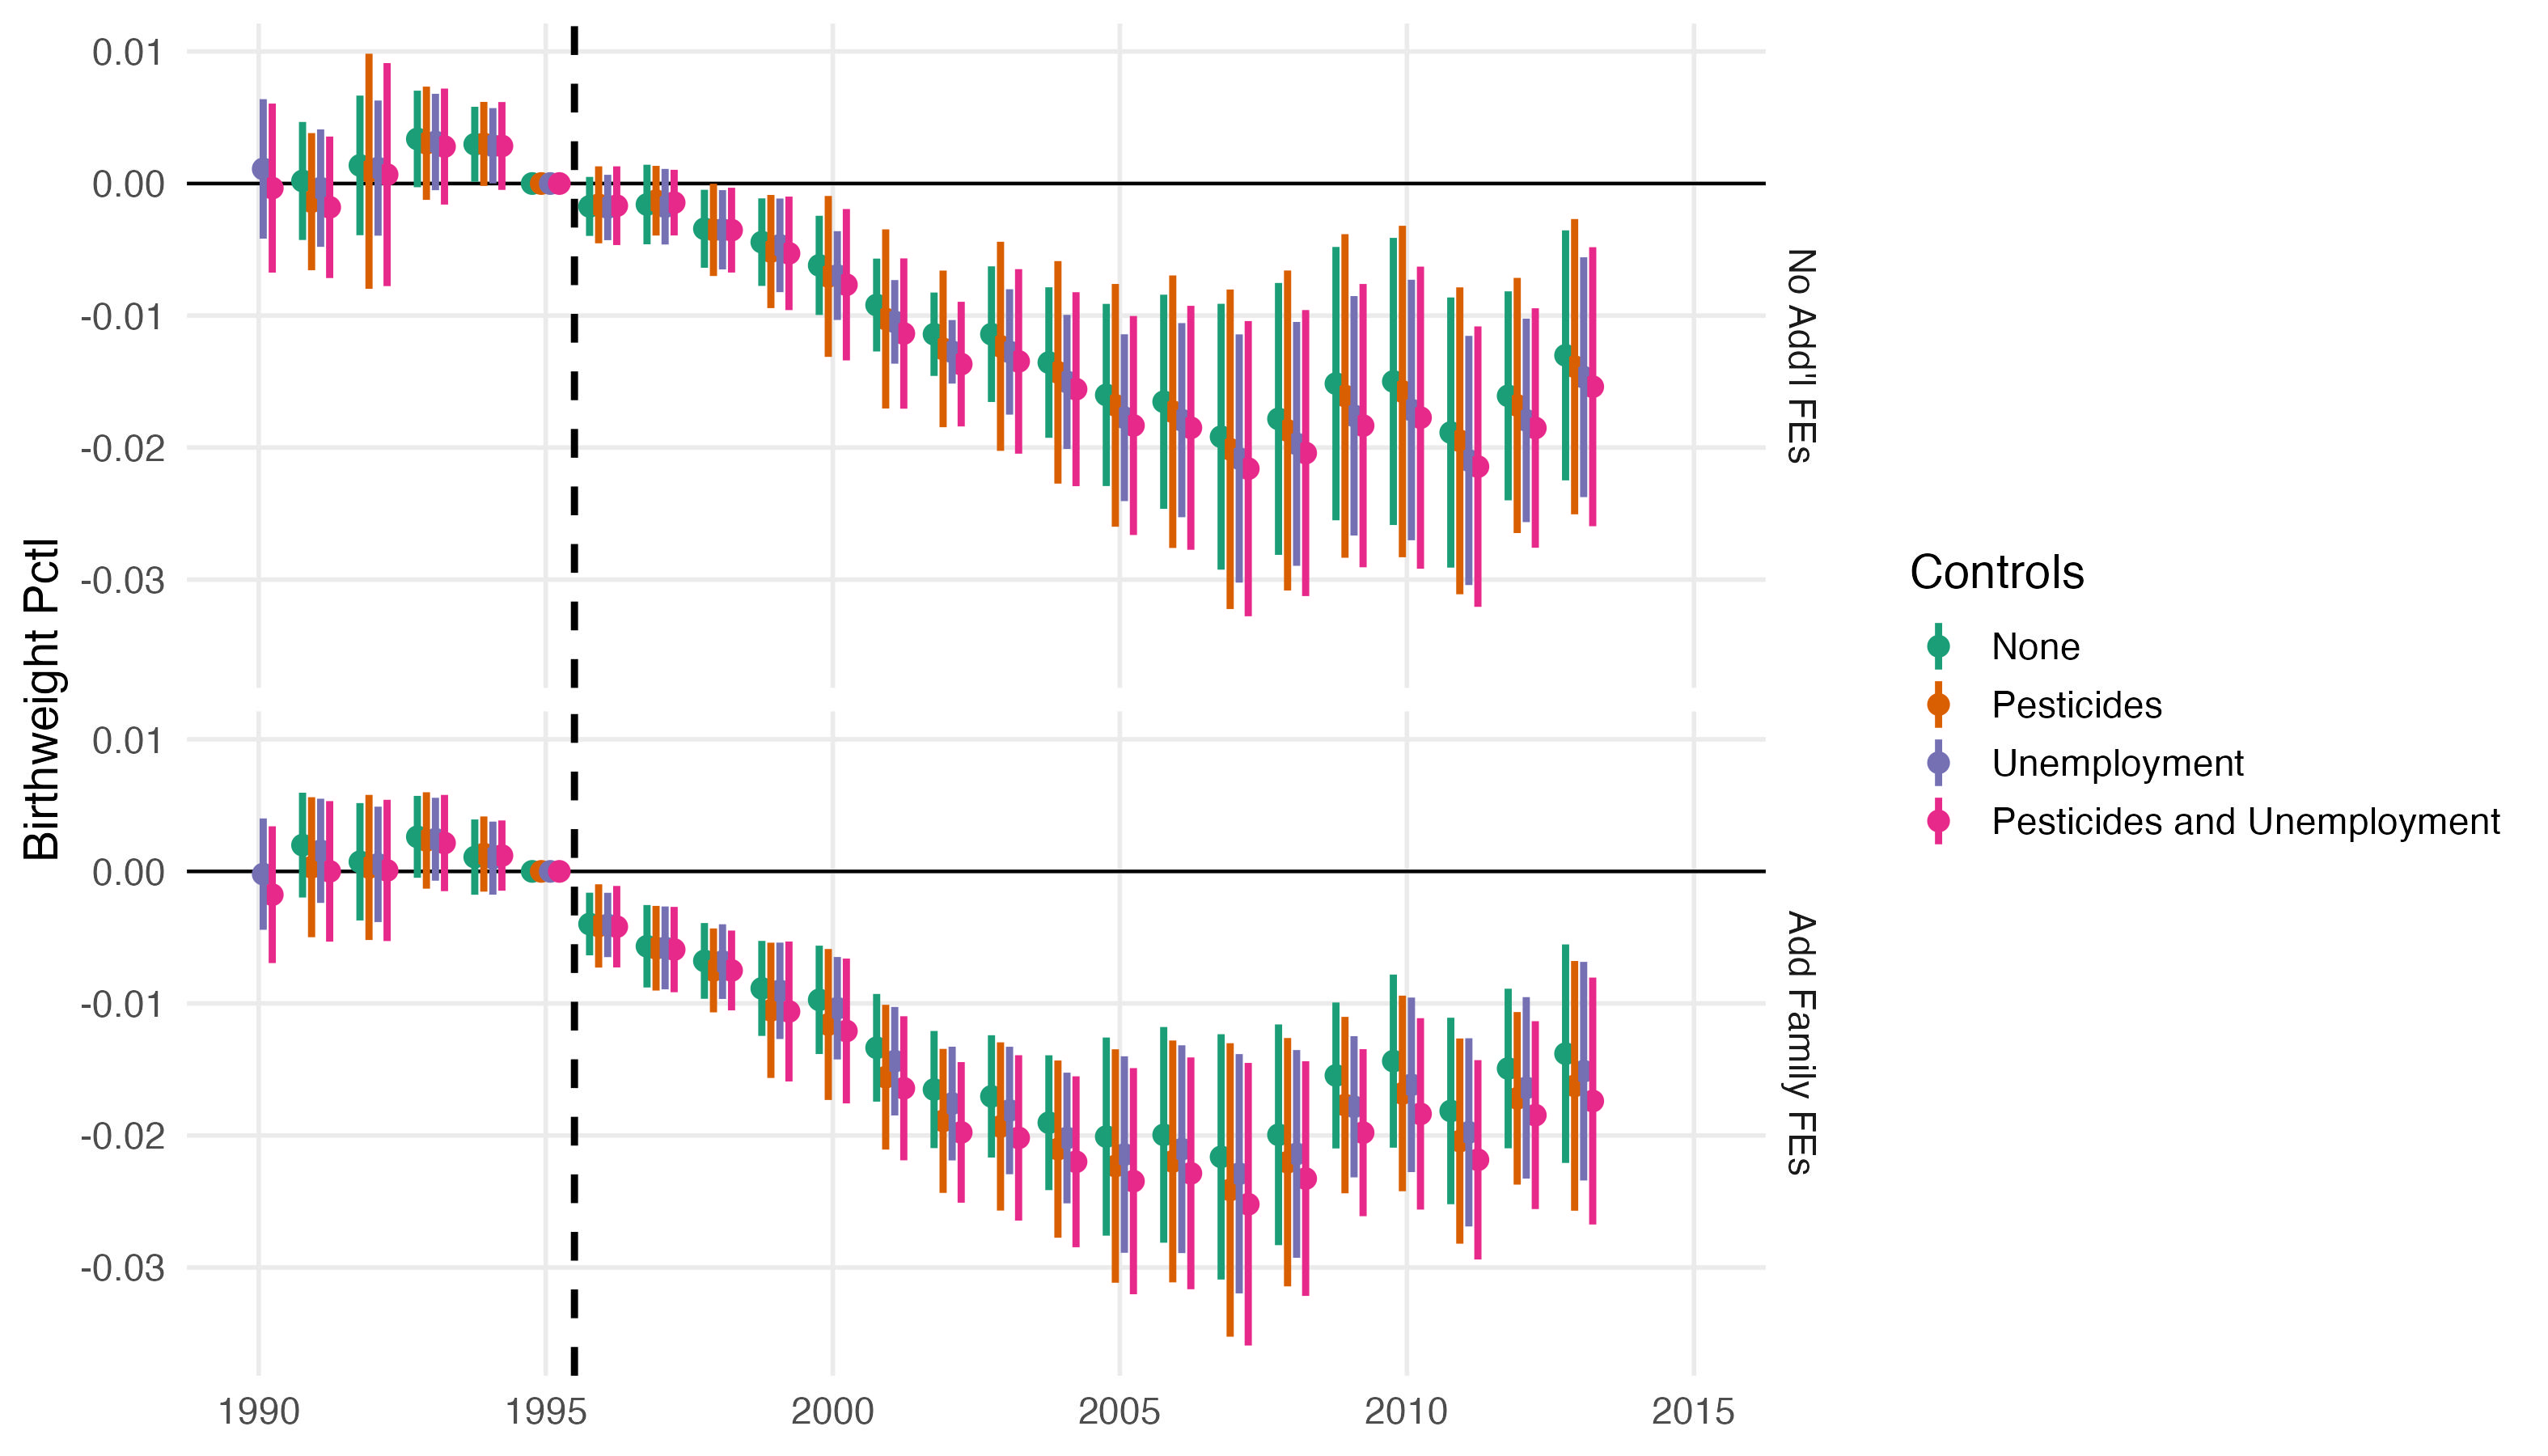 Birthweight Pctl
0.01
0.00
-0.01
-0.02
-0.03
No Add'l FEs
0.01
0.00
-0.01
-0.02
-0.03
Add Family FEs
1990
1995
2000
2005
2010
2015
Controls
None
Pesticides
Unemployment
Pesticides and Unemployment